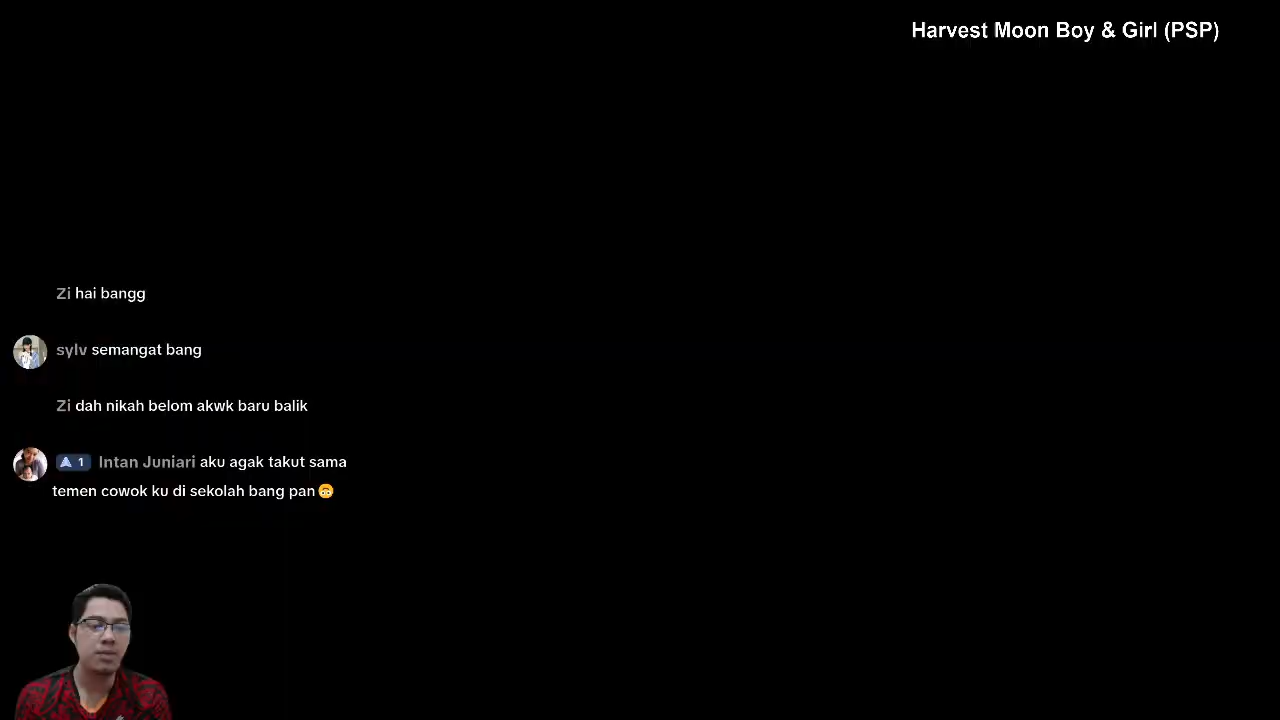 Harvest Moon Boy & Girl (PSP)
Zi hai bangg
sylv semangat bang
Zi dah nikah belom akwk baru balik
1 Intan Juniari aku agak takut sama
temen cowok ku di sekolah bang pan😳